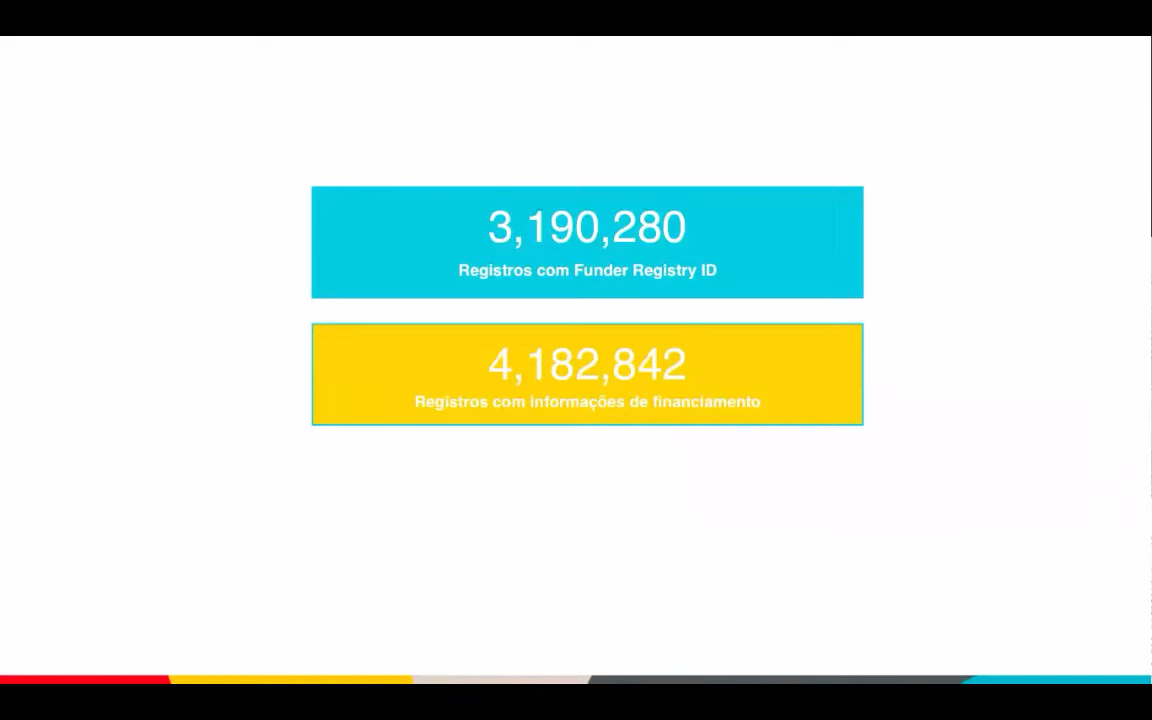 3,190,280
Registros com Funder Registry ID
4,182,842
Registros com informações de financiamento